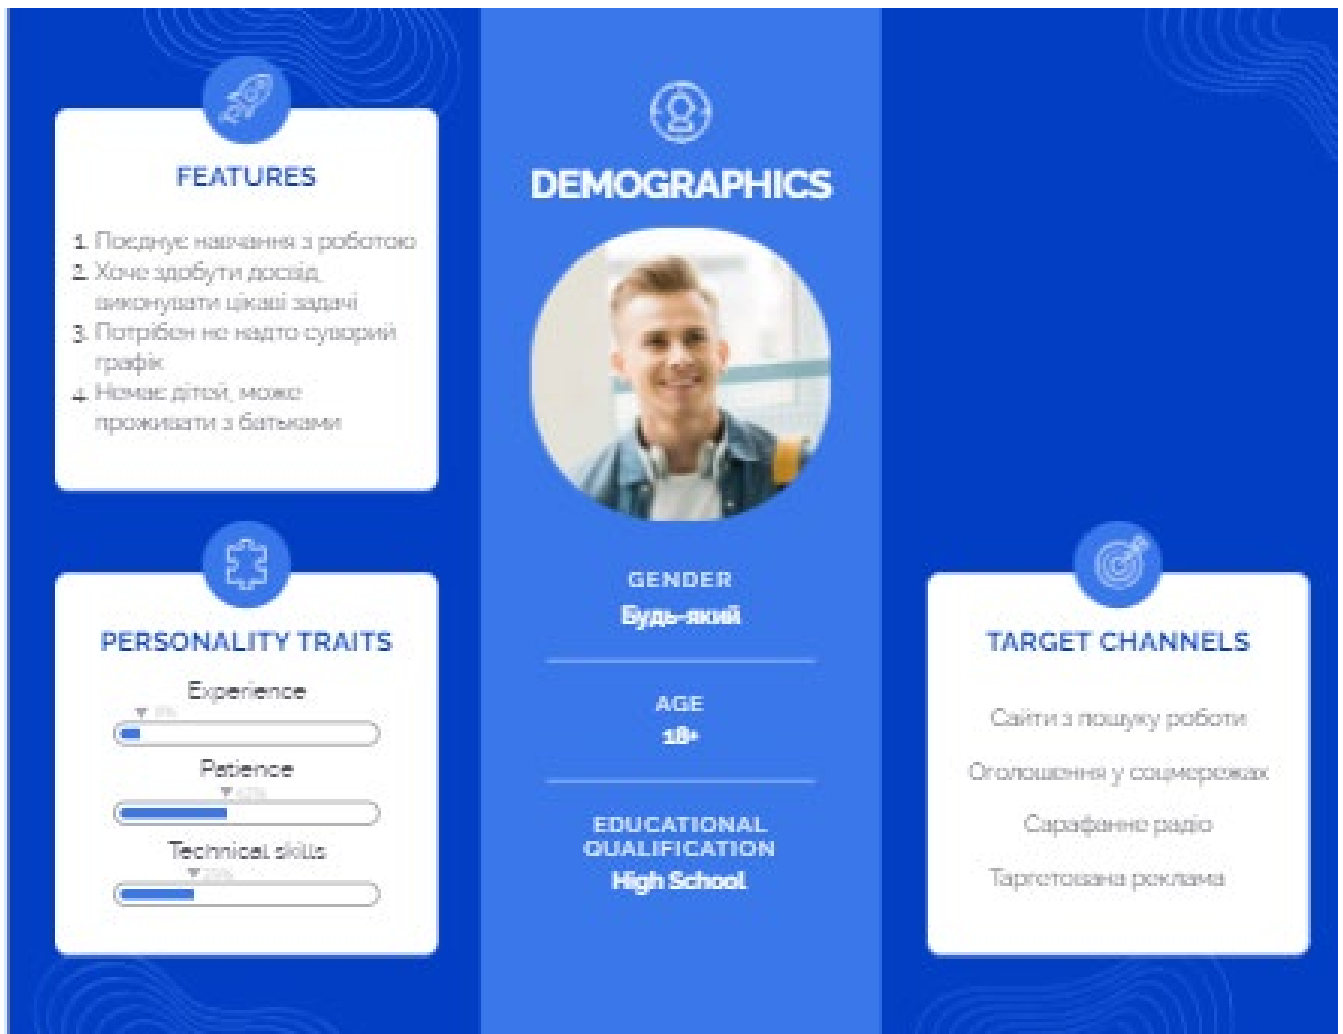 FEATURES
1. Поєднує навчання з роботою
2. Хоче здобути досвід,
виконувати цікаві задачі
3. Потрібен не надто суворий
графік
4. Немає дітей, може
проживати з батьками
PERSONALITY TRAITS
Experience
Patience
Technical skills
DEMOGRAPHICS
GENDER
Будь-який
AGE
18+
EDUCATIONAL
QUALIFICATION
High School
TARGET CHANNELS
Сайти з пошуку роботи
Оголошення у соцмережах
Сарафанне радіо
Таргетована реклама